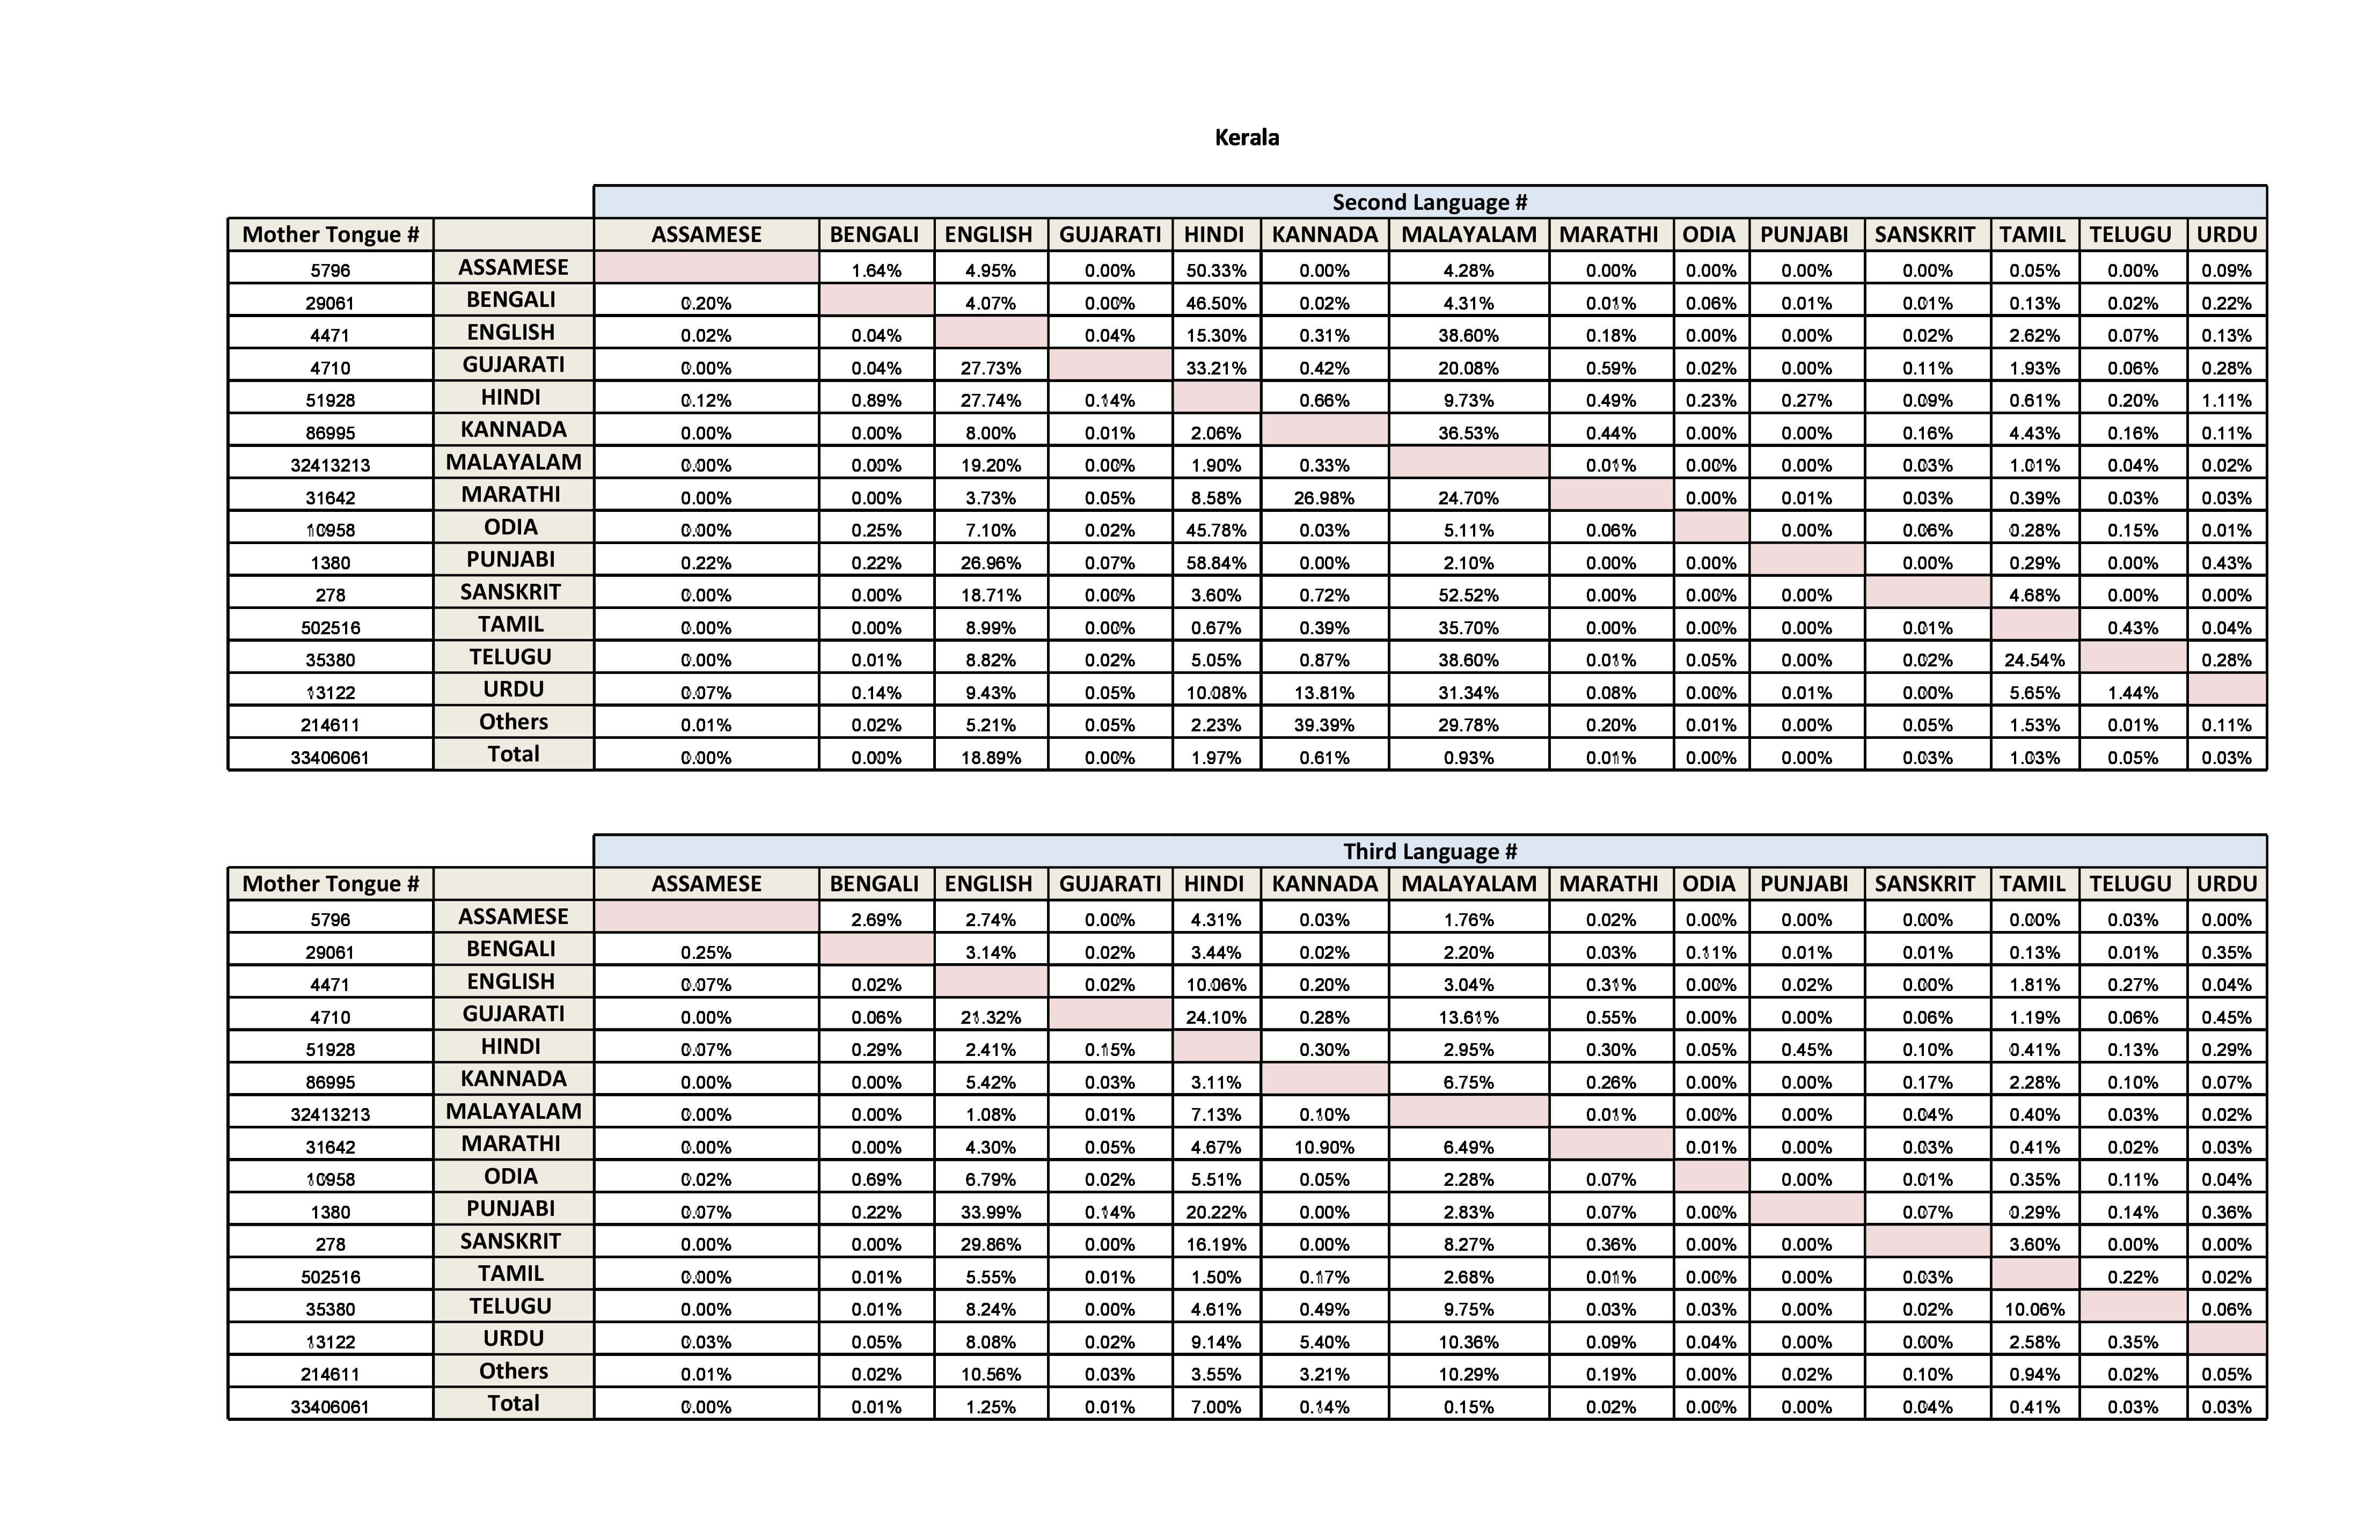 Kerala
Second Language #
Mother Tongue # ASSAMESE BENGALI ENGLISH GUJARATI HINDI KANNADA MALAYALAM MARATHI ODIA PUNJABI SANSKRIT TAMIL TELUGU URDU
5796 ASSAMESE 1.64% 4.95% 0.00% 50.33% 0.00% 4.28% 0.00% 0.00% 0.00% 0.00% 0.05% 0.00% 0.09%
29061 BENGALI 0.20% 4.07% 0.00% 46.50% 0.02% 4.31% 0.01% 0.06% 0.01% 0.01% 0.13% 0.02% 0.22%
4471 ENGLISH 0.02% 0.04% 0.04% 15.30% 0.31% 38.60% 0.18% 0.00% 0.00% 0.02% 2.62% 0.07% 0.13%
4710 GUJARATI 0.00% 0.04% 27.73% 33.21% 0.42% 20.08% 0.59% 0.02% 0.00% 0.11% 1.93% 0.06% 0.28%
51928 HINDI 0.12% 0.89% 27.74% 0.14% 0.66% 9.73% 0.49% 0.23% 0.27% 0.09% 0.61% 0.20% 1.11%
86995 KANNADA 0.00% 0.00% 8.00% 0.01% 2.06% 36.53% 0.44% 0.00% 0.00% 0.16% 4.43% 0.16% 0.11%
32413213 MALAYALAM 0.00% 0.00% 19.20% 0.00% 1.90% 0.33% 0.01% 0.00% 0.00% 0.03% 1.01% 0.04% 0.02%
31642 MARATHI 0.00% 0.00% 3.73% 0.05% 8.58% 26.98% 24.70% 0.00% 0.01% 0.03% 0.39% 0.03% 0.03%
10958 ODIA 0.00% 0.25% 7.10% 0.02% 45.78% 0.03% 5.11% 0.06% 0.00% 0.06% 0.28% 0.15% 0.01%
1380 PUNJABI 0.22% 0.22% 26.96% 0.07% 58.84% 0.00% 2.10% 0.00% 0.00% 0.00% 0.29% 0.00% 0.43%
278 SANSKRIT 0.00% 0.00% 18.71% 0.00% 3.60% 0.72% 52.52% 0.00% 0.00% 0.00% 4.68% 0.00% 0.00%
502516 TAMIL 0.00% 0.00% 8.99% 0.00% 0.67% 0.39% 35.70% 0.00% 0.00% 0.00% 0.01% 0.43% 0.04%
35380 TELUGU 0.00% 0.01% 8.82% 0.02% 5.05% 0.87% 38.60% 0.01% 0.05% 0.00% 0.02% 24.54% 0.28%
13122 URDU 0.07% 0.14% 9.43% 0.05% 10.08% 13.81% 31.34% 0.08% 0.00% 0.01% 0.00% 5.65% 1.44%
214611 Others 0.01% 0.02% 5.21% 0.05% 2.23% 39.39% 29.78% 0.20% 0.01% 0.00% 0.05% 1.53% 0.01% 0.11%
33406061 Total 0.00% 0.00% 18.89% 0.00% 1.97% 0.61% 0.93% 0.01% 0.00% 0.00% 0.03% 1.03% 0.05% 0.03%
Third Language #
Mother Tongue # ASSAMESE BENGALI ENGLISH GUJARATI HINDI KANNADA MALAYALAM MARATHI ODIA PUNJABI SANSKRIT TAMIL TELUGU URDU
5796 ASSAMESE 2.69% 2.74% 0.00% 4.31% 0.03% 1.76% 0.02% 0.00% 0.00% 0.00% 0.00% 0.03% 0.00%
29061 BENGALI 0.25% 3.14% 0.02% 3.44% 0.02% 2.20% 0.03% 0.11% 0.01% 0.01% 0.13% 0.01% 0.35%
4471 ENGLISH 0.07% 0.02% 0.02% 10.06% 0.20% 3.04% 0.31% 0.00% 0.02% 0.00% 1.81% 0.27% 0.04%
4710 GUJARATI 0.00% 0.06% 21.32% 24.10% 0.28% 13.61% 0.55% 0.00% 0.00% 0.06% 1.19% 0.06% 0.45%
51928 HINDI 0.07% 0.29% 2.41% 0.15% 0.30% 2.95% 0.30% 0.05% 0.45% 0.10% 0.41% 0.13% 0.29%
86995 KANNADA 0.00% 0.00% 5.42% 0.03% 3.11% 6.75% 0.26% 0.00% 0.00% 0.17% 2.28% 0.10% 0.07%
32413213 MALAYALAM 0.00% 0.00% 1.08% 0.01% 7.13% 0.10% 0.01% 0.00% 0.00% 0.04% 0.40% 0.03% 0.02%
31642 MARATHI 0.00% 0.00% 4.30% 0.05% 4.67% 10.90% 6.49% 0.01% 0.00% 0.03% 0.41% 0.02% 0.03%
10958 ODIA 0.02% 0.69% 6.79% 0.02% 5.51% 0.05% 2.28% 0.07% 0.00% 0.01% 0.35% 0.11% 0.04%
1380 PUNJABI 0.07% 0.22% 33.99% 0.14% 20.22% 0.00% 2.83% 0.07% 0.00% 0.07% 0.29% 0.14% 0.36%
278 SANSKRIT 0.00% 0.00% 29.86% 0.00% 16.19% 0.00% 8.27% 0.36% 0.00% 0.00% 3.60% 0.00% 0.00%
502516 TAMIL 0.00% 0.01% 5.55% 0.01% 1.50% 0.17% 2.68% 0.01% 0.00% 0.00% 0.03% 0.22% 0.02%
35380 TELUGU 0.00% 0.01% 8.24% 0.00% 4.61% 0.49% 9.75% 0.03% 0.03% 0.00% 0.02% 10.06% 0.06%
13122 URDU 0.03% 0.05% 8.08% 0.02% 9.14% 5.40% 10.36% 0.09% 0.04% 0.00% 0.00% 2.58% 0.35%
214611 Others 0.01% 0.02% 10.56% 0.03% 3.55% 3.21% 10.29% 0.19% 0.00% 0.02% 0.10% 0.94% 0.02% 0.05%
33406061 Total 0.00% 0.01% 1.25% 0.01% 7.00% 0.14% 0.15% 0.02% 0.00% 0.00% 0.04% 0.41% 0.03% 0.03%